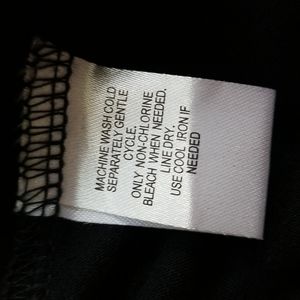 MACHINE WASH COLD
SEPARATELY GENTLE
CYCLE.
ONLY NON-CHLORINE
BLEACH WHEN NEEDED.
LINE DRY.
USE COOL IRON IF
NEEDED